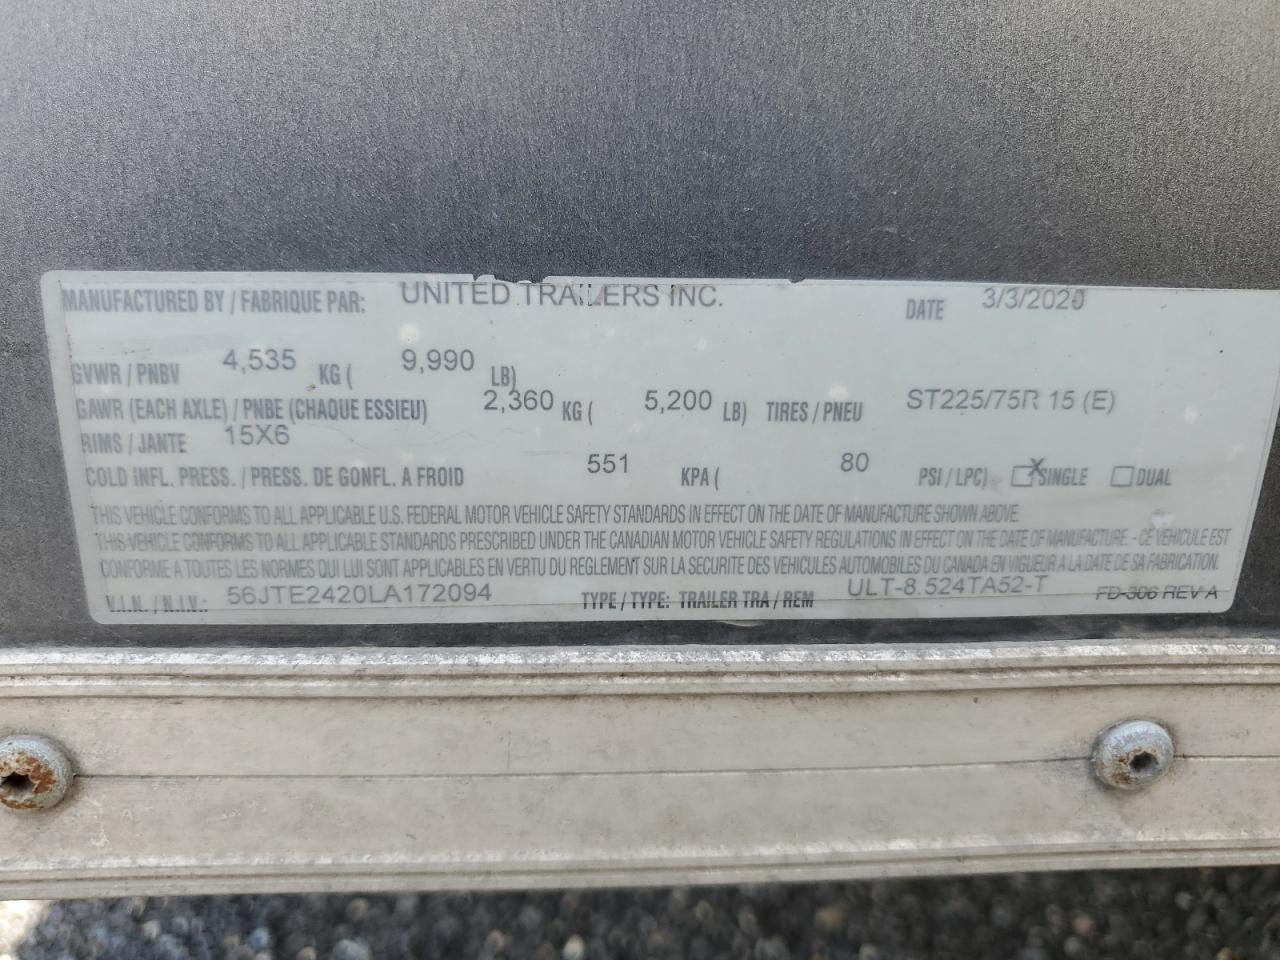 MANUFACTURED BY / FABRIQUE PAR: UNITED TRAILERS INC. DATE 3/3/2020
GVWR / PNBV 4,535 KG ( 9,990 LB)
GAWR (EACH AXLE) / PNBE (CHAQUE ESSIEU) 2,360 KG ( 5,200 LB) TIRES / PNEU ST225/75R 15 (E)
RIMS / JANTE 15X6
COLD INFL. PRESS. / PRESS. DE GONFL. A FROID 551 KPA ( 80 PSI / LPC) X SINGLE DUAL
THIS VEHICLE CONFORMS TO ALL APPLICABLE U.S. FEDERAL MOTOR VEHICLE SAFETY STANDARDS IN EFFECT ON THE DATE OF MANUFACTURE SHOWN ABOVE.
THIS VEHICLE CONFORMS TO ALL APPLICABLE STANDARDS PRESCRIBED UNDER THE CANADIAN MOTOR VEHICLE SAFETY REGULATIONS IN EFFECT ON THE DATE OF MANUFACTURE - CE VEHICULE EST
CONFORME A TOUTES LES NORMES QUI LUI SONT APPLICABLES EN VERTU DU REGLEMENT SUR LA SECURITE DES VEHICULES AUTOMOBILES DU CANADA EN VIGUEUR A LA DATE DE SA FABRICATION.
V.I.N. / N.I.V.: 56JTE2420LA172094 TYPE / TYPE: TRAILER TRA / REM ULT-8.524TA52-T FD-306 REV A